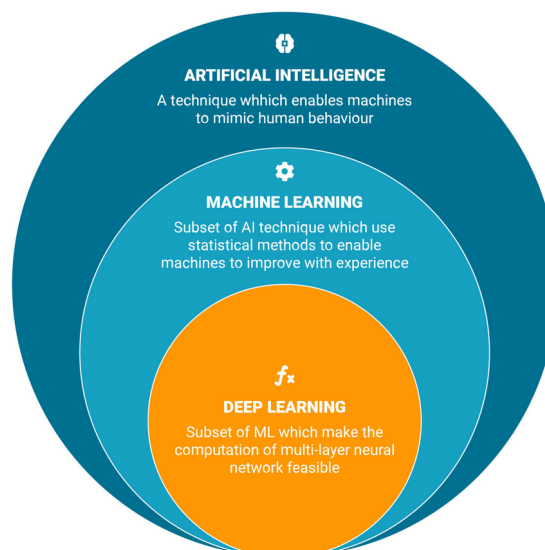 ARTIFICIAL INTELLIGENCE
A technique whhich enables machines
to mimic human behaviour
MACHINE LEARNING
Subset of AI technique which use
statistical methods to enable
machines to improve with experience
fx
DEEP LEARNING
Subset of ML which make the
computation of multi-layer neural
network feasible